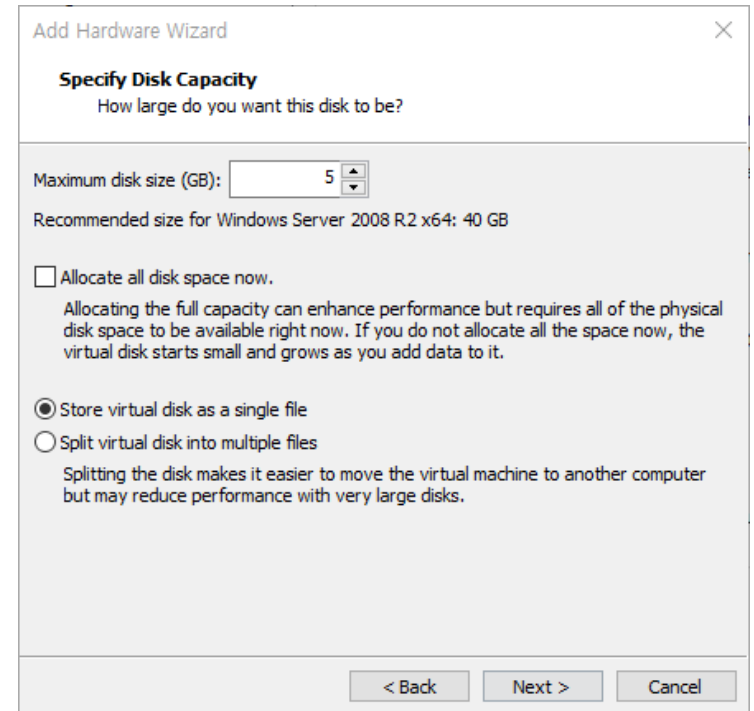 Add Hardware Wizard
Specify Disk Capacity
How large do you want this disk to be?
Maximum disk size (GB): 5
Recommended size for Windows Server 2008 R2 x64: 40 GB
Allocate all disk space now.
Allocating the full capacity can enhance performance but requires all of the physical
disk space to be available right now. If you do not allocate all the space now, the
virtual disk starts small and grows as you add data to it.
Store virtual disk as a single file
Split virtual disk into multiple files
Splitting the disk makes it easier to move the virtual machine to another computer
but may reduce performance with very large disks.
< Back Next > Cancel